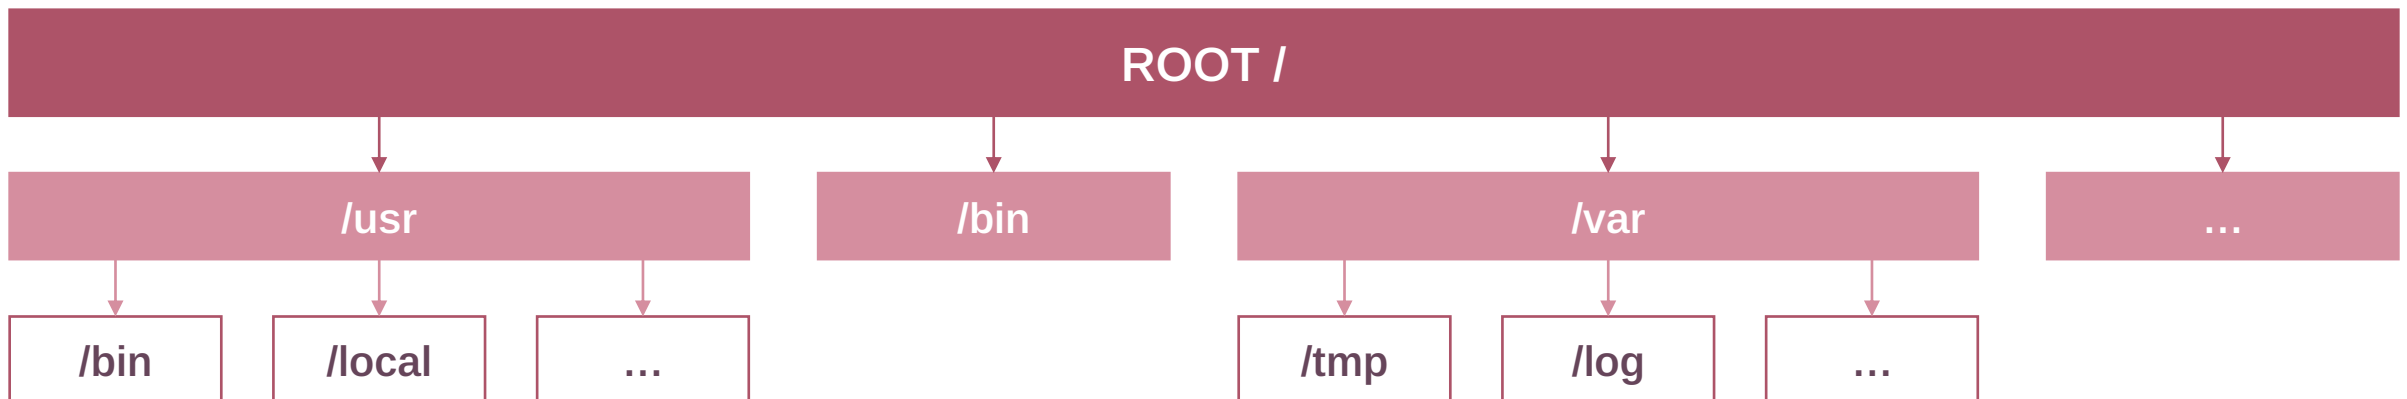 ROOT /
/usr
/bin
/var
...
/bin
/local
...
/tmp
/log
...